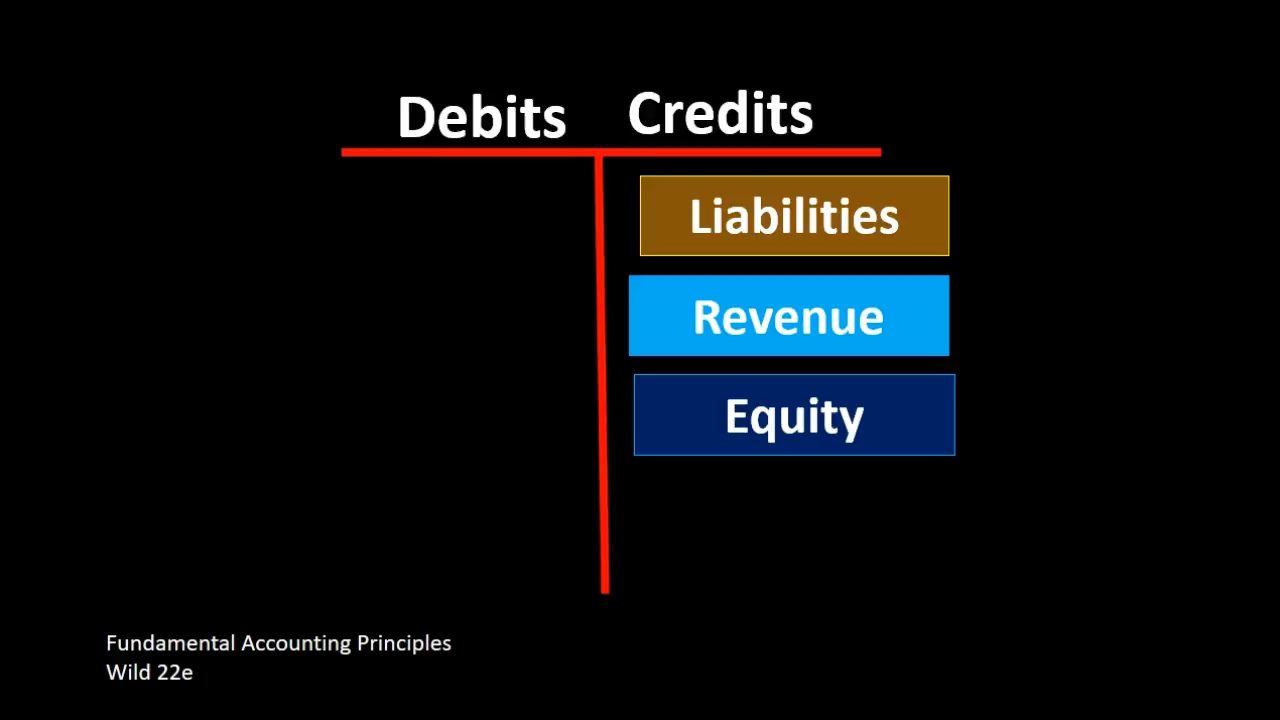 Debits Credits
Liabilities
Revenue
Equity
Fundamental Accounting Principles
Wild 22e